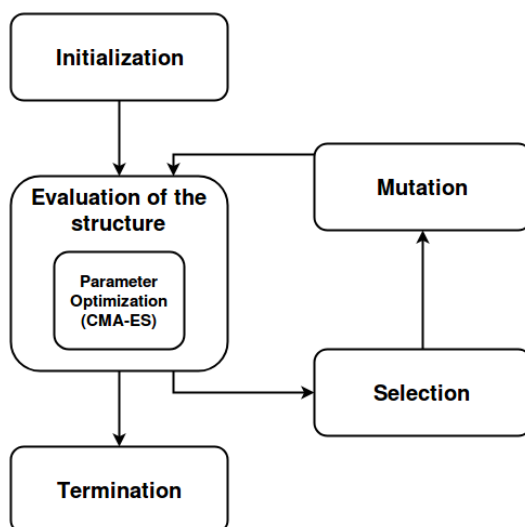 Initialization
Evaluation of the
structure
Parameter
Optimization
(CMA-ES)
Mutation
Selection
Termination